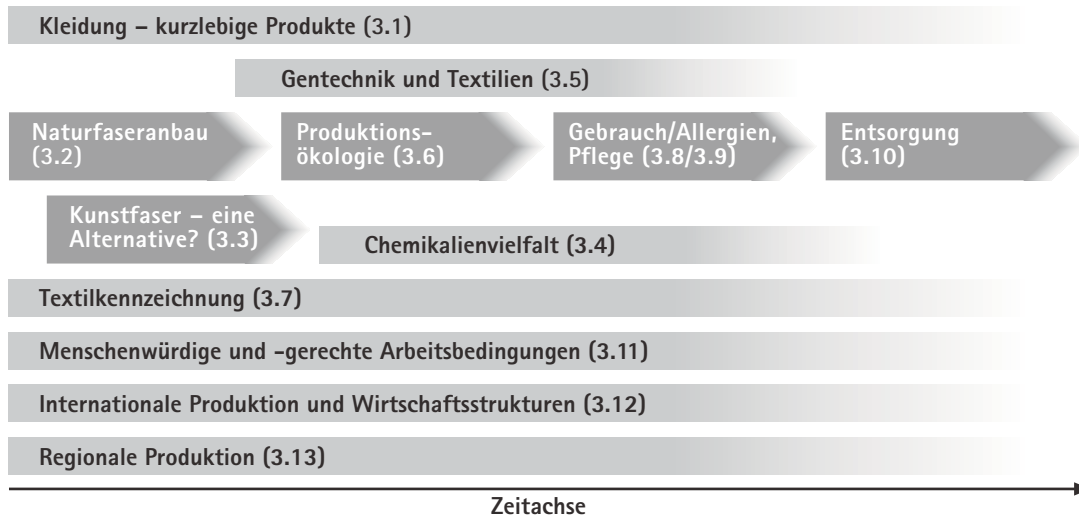 Kleidung – kurzlebige Produkte (3.1)
Gentechnik und Textilien (3.5)
Naturfaseranbau
(3.2)
Produktions-
ökologie (3.6)
Gebrauch/Allergien,
Pflege (3.8/3.9)
Entsorgung
(3.10)
Kunstfaser – eine
Alternative? (3.3)
Chemikalienvielfalt (3.4)
Textilkennzeichnung (3.7)
Menschenwürdige und -gerechte Arbeitsbedingungen (3.11)
Internationale Produktion und Wirtschaftsstrukturen (3.12)
Regionale Produktion (3.13)
Zeitachse